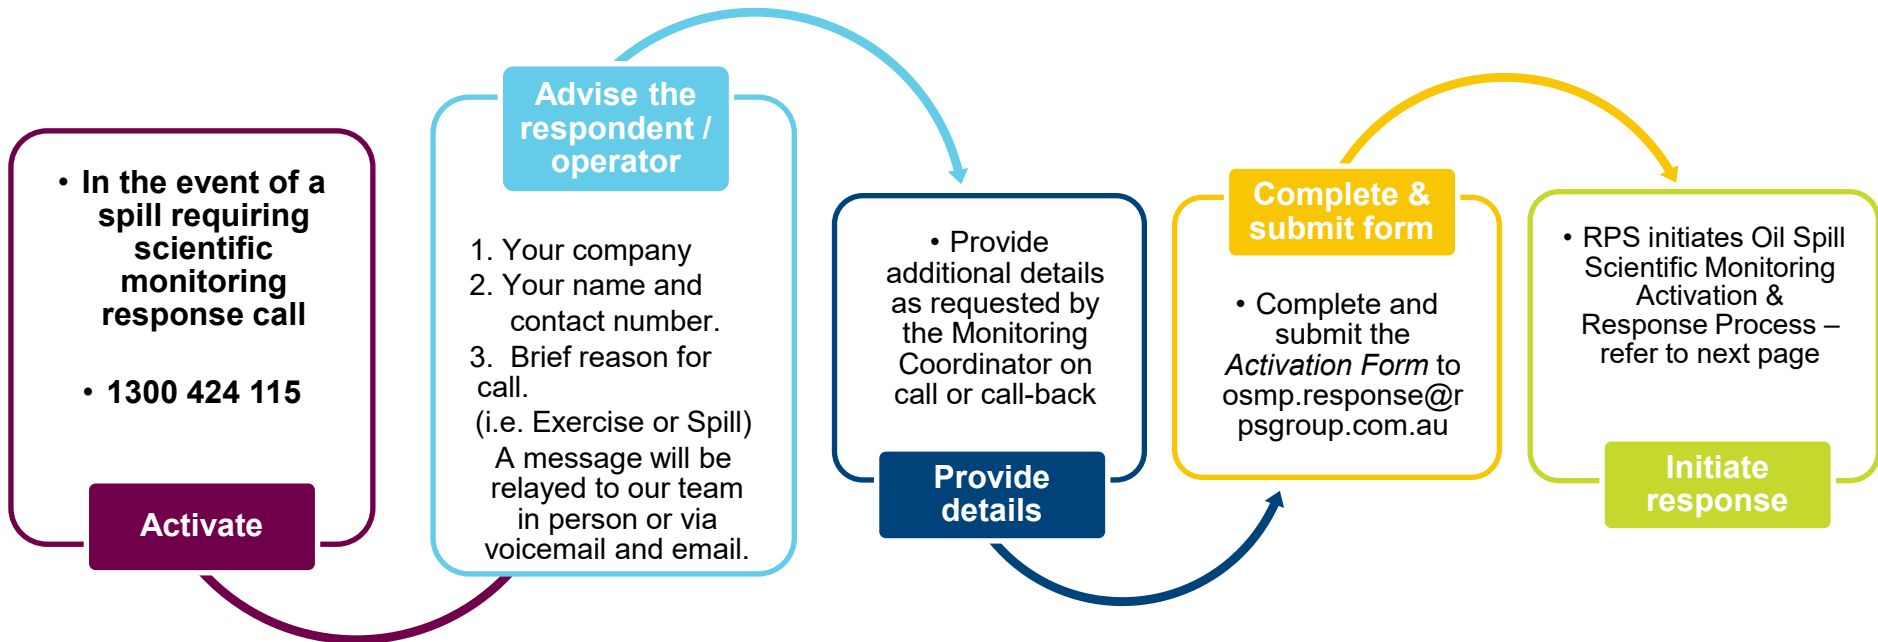 • In the event of a
spill requiring
scientific
monitoring
response call
• 1300 424 115
Activate
Advise the
respondent /
operator
1. Your company
2. Your name and
contact number.
3. Brief reason for
call.
(i.e. Exercise or Spill)
A message will be
relayed to our team
in person or via
voicemail and email.
• Provide
additional details
as requested by
the Monitoring
Coordinator on
call or call-back
Provide
details
Complete &
submit form
• Complete and
submit the
Activation Form to
osmp.response@r
psgroup.com.au
• RPS initiates Oil Spill
Scientific Monitoring
Activation &
Response Process –
refer to next page
Initiate
response